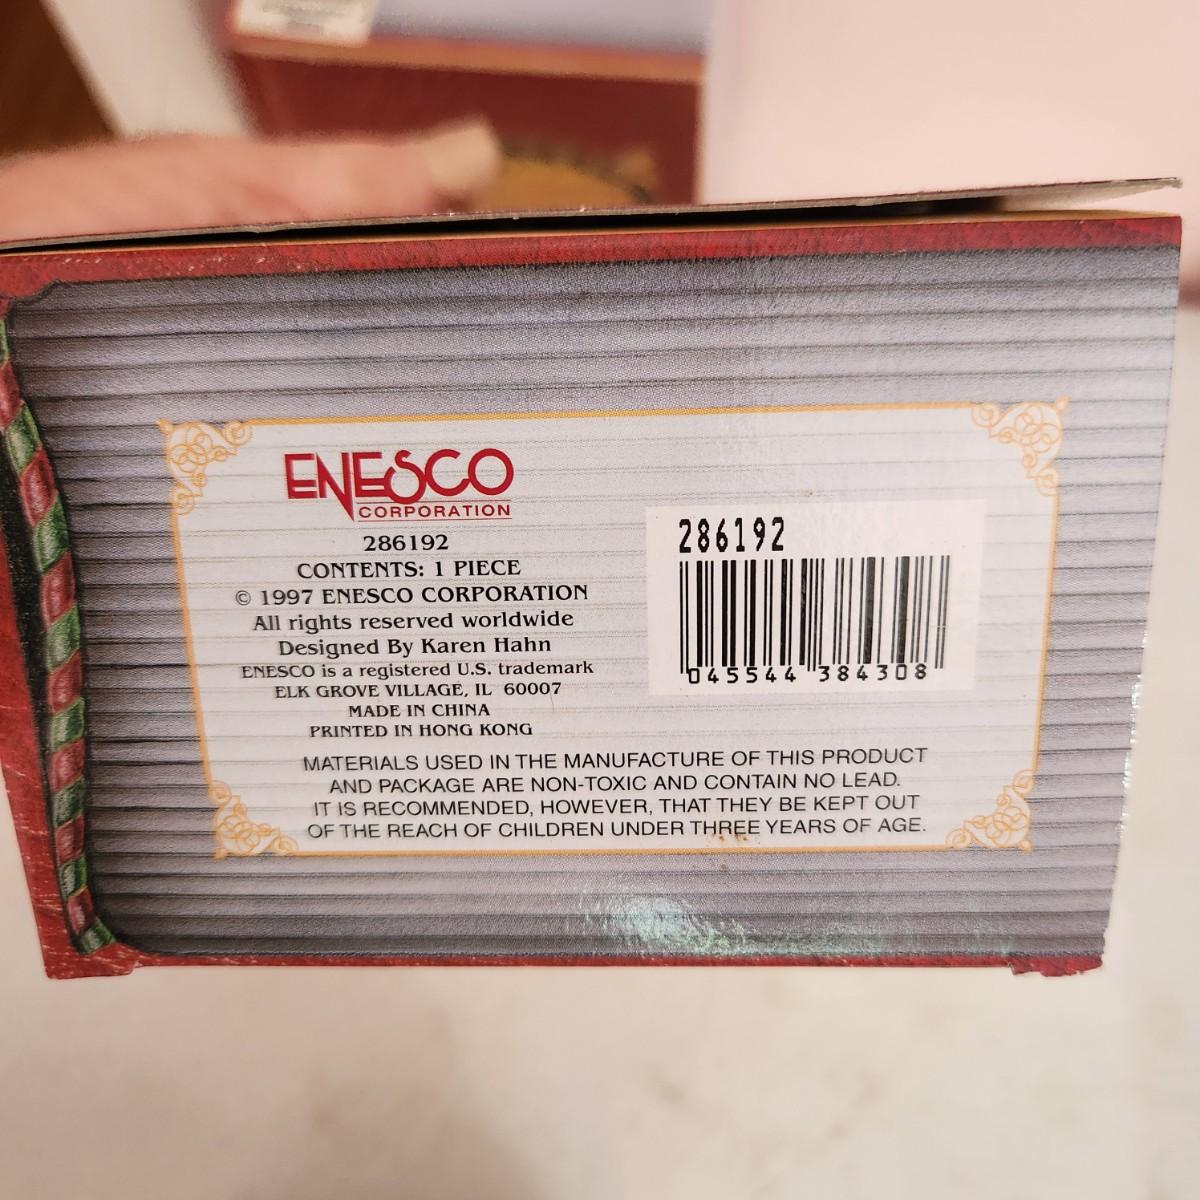 ENESCO
CORPORATION
286192
CONTENTS: 1 PIECE
© 1997 ENESCO CORPORATION
All rights reserved worldwide
Designed By Karen Hahn
ENESCO is a registered U.S. trademark
ELK GROVE VILLAGE, IL 60007
MADE IN CHINA
PRINTED IN HONG KONG
286192
045544 384308
MATERIALS USED IN THE MANUFACTURE OF THIS PRODUCT
AND PACKAGE ARE NON-TOXIC AND CONTAIN NO LEAD.
IT IS RECOMMENDED, HOWEVER, THAT THEY BE KEPT OUT
OF THE REACH OF CHILDREN UNDER THREE YEARS OF AGE.